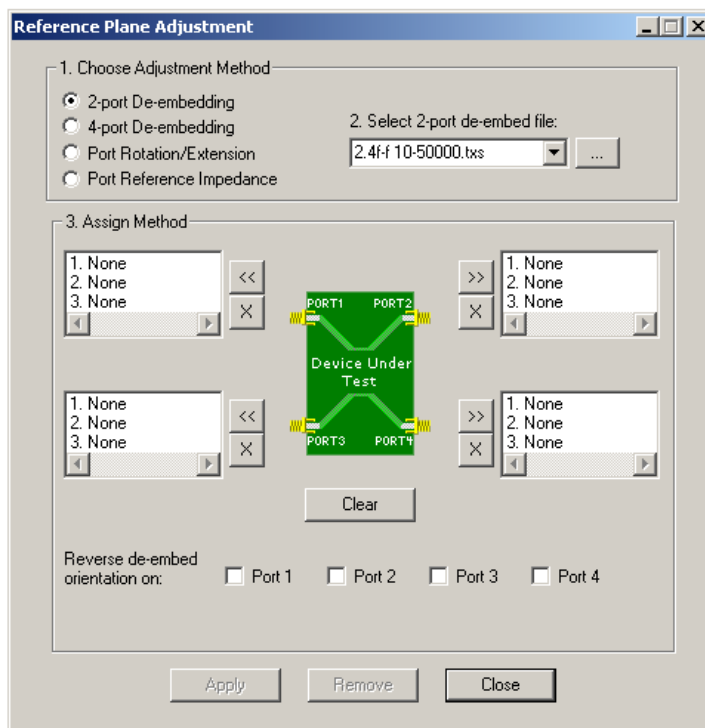 Reference Plane Adjustment
1. Choose Adjustment Method
2-port De-embedding
4-port De-embedding
Port Rotation/Extension
Port Reference Impedance
2. Select 2-port de-embed file:
2.4f-f 10-50000.txs
...
3. Assign Method
1. None
2. None
3. None
<<
X
>>
X
1. None
2. None
3. None
PORT1 PORT2
Device Under
Test
PORT3 PORT4
1. None
2. None
3. None
<<
X
>>
X
1. None
2. None
3. None
Clear
Reverse de-embed
orientation on:
Port 1
Port 2
Port 3
Port 4
Apply
Remove
Close